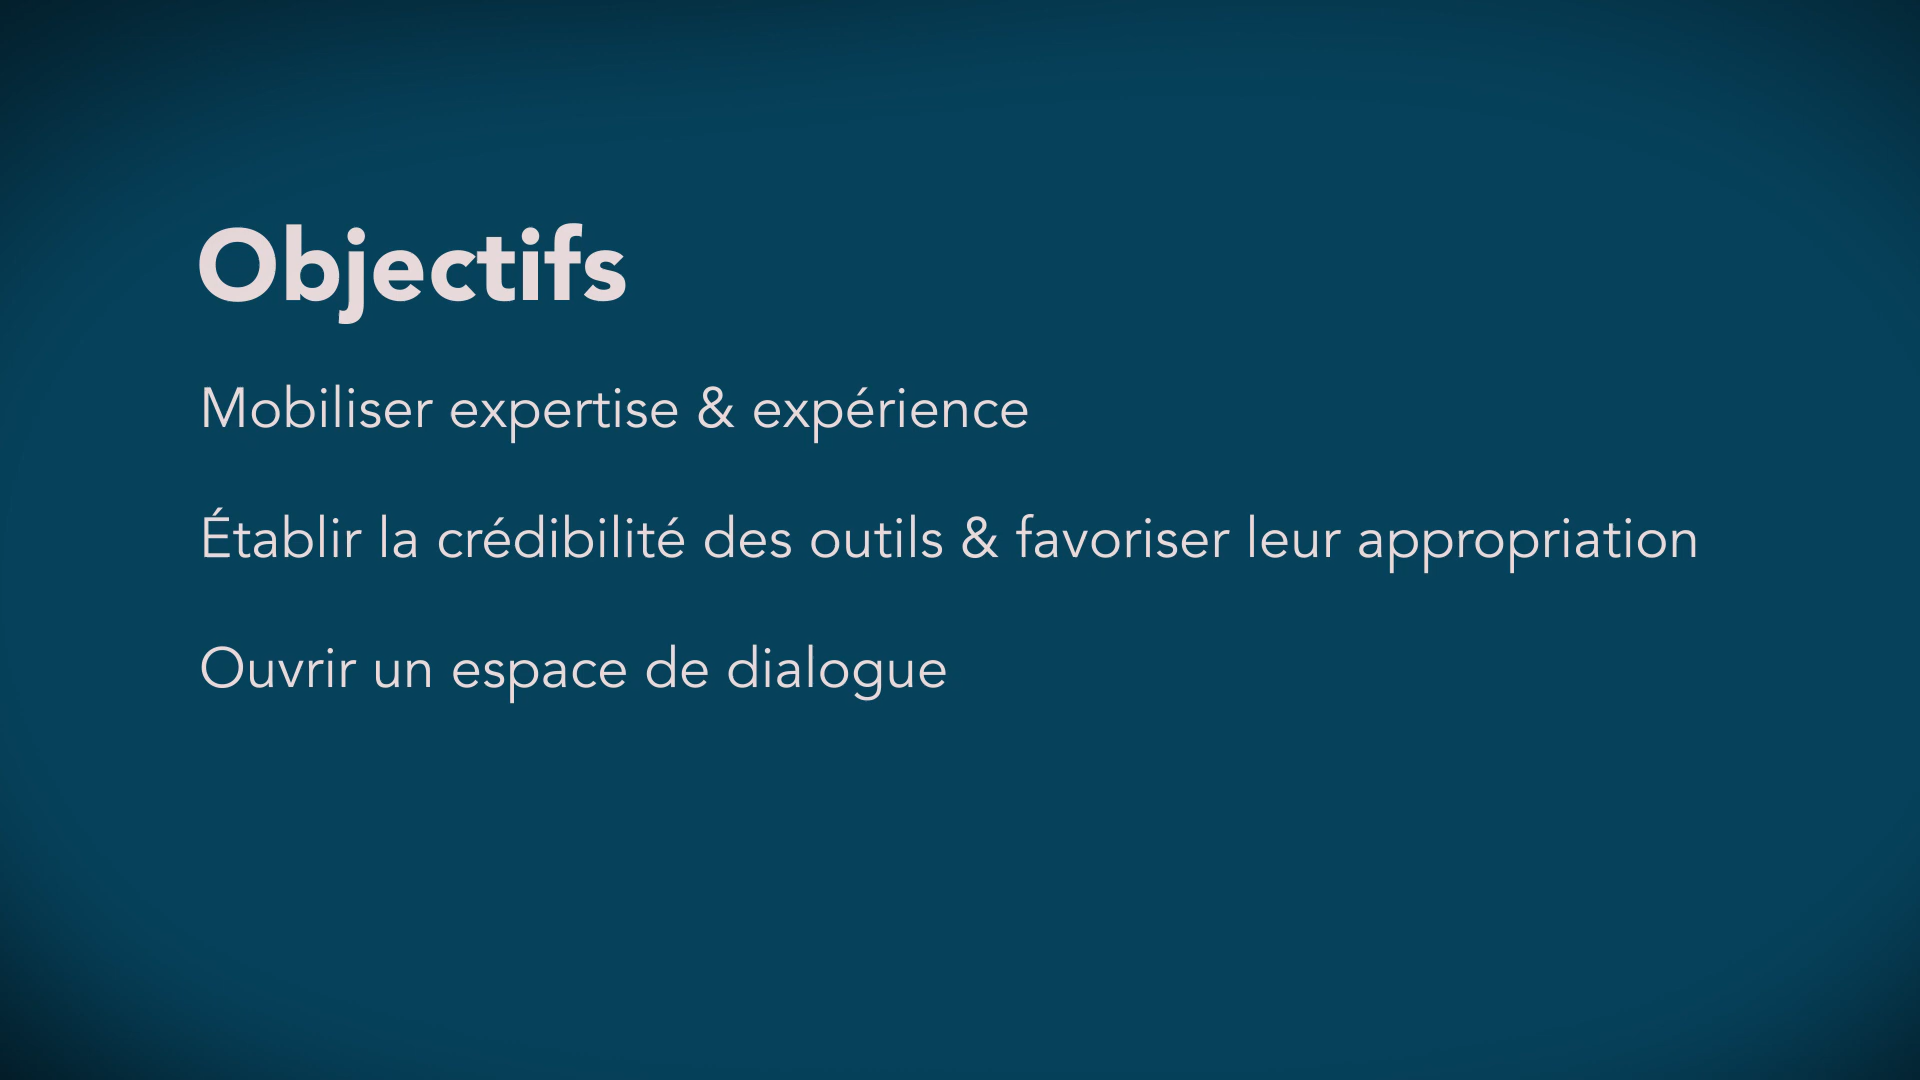 Objectifs
Mobiliser expertise & expérience
Établir la crédibilité des outils & favoriser leur appropriation
Ouvrir un espace de dialogue